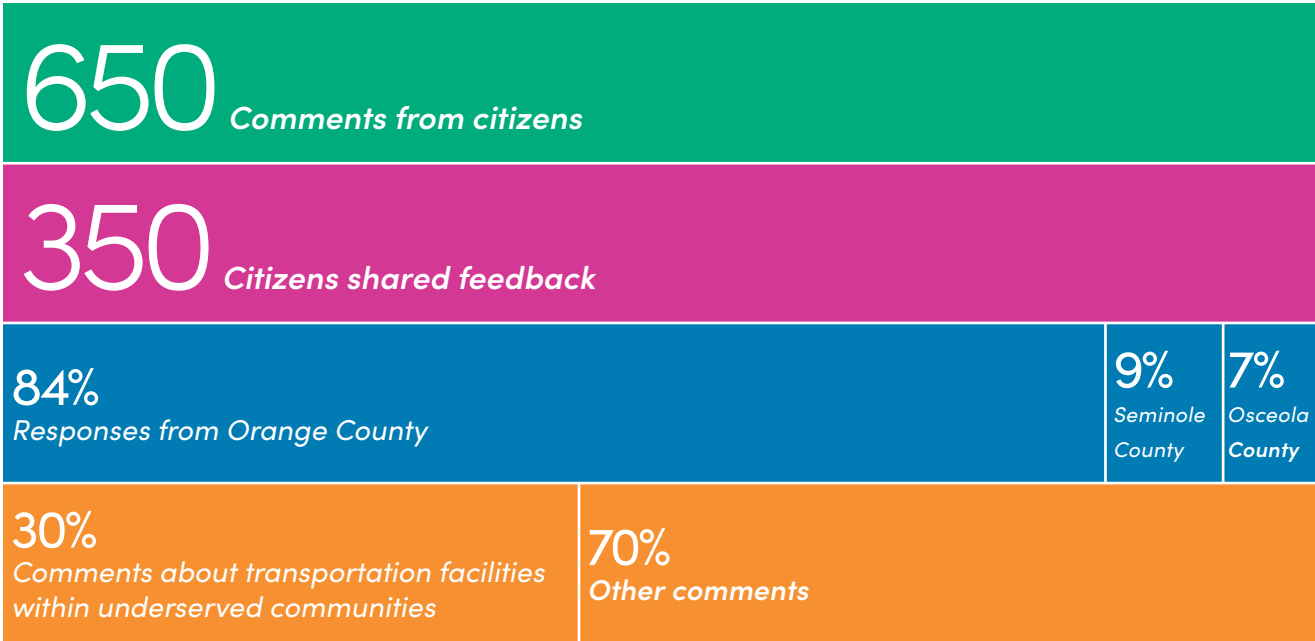 650 Comments from citizens
350 Citizens shared feedback
84%
Responses from Orange County
9%
Seminole
County
7%
Osceola
County
30%
Comments about transportation facilities
within underserved communities
70%
Other comments